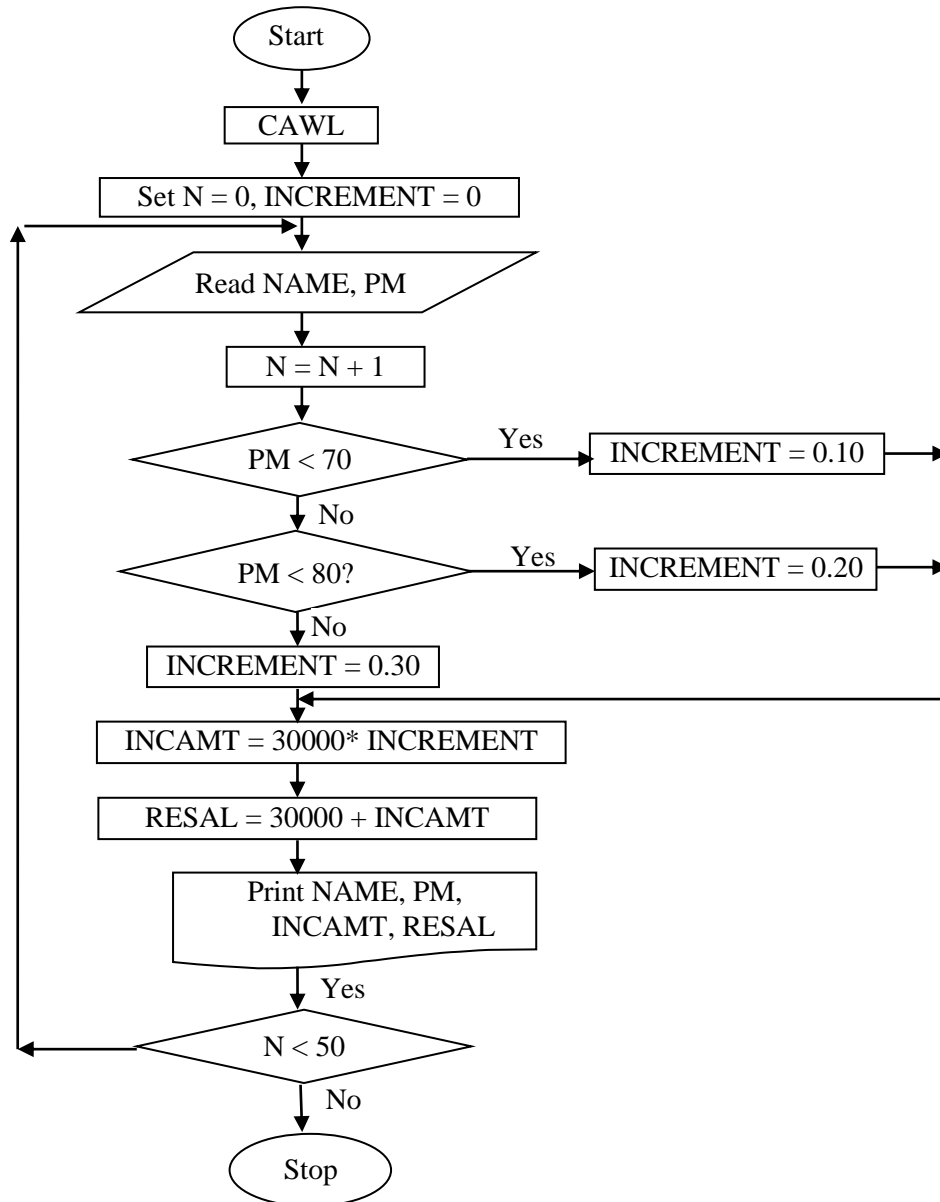 Start
CAWL
Set N = 0, INCREMENT = 0
Read NAME, PM
N = N + 1
PM < 70
Yes
INCREMENT = 0.10
No
PM < 80?
Yes
INCREMENT = 0.20
No
INCREMENT = 0.30
INCAMT = 30000* INCREMENT
RESAL = 30000 + INCAMT
Print NAME, PM,
INCAMT, RESAL
Yes
N < 50
No
Stop